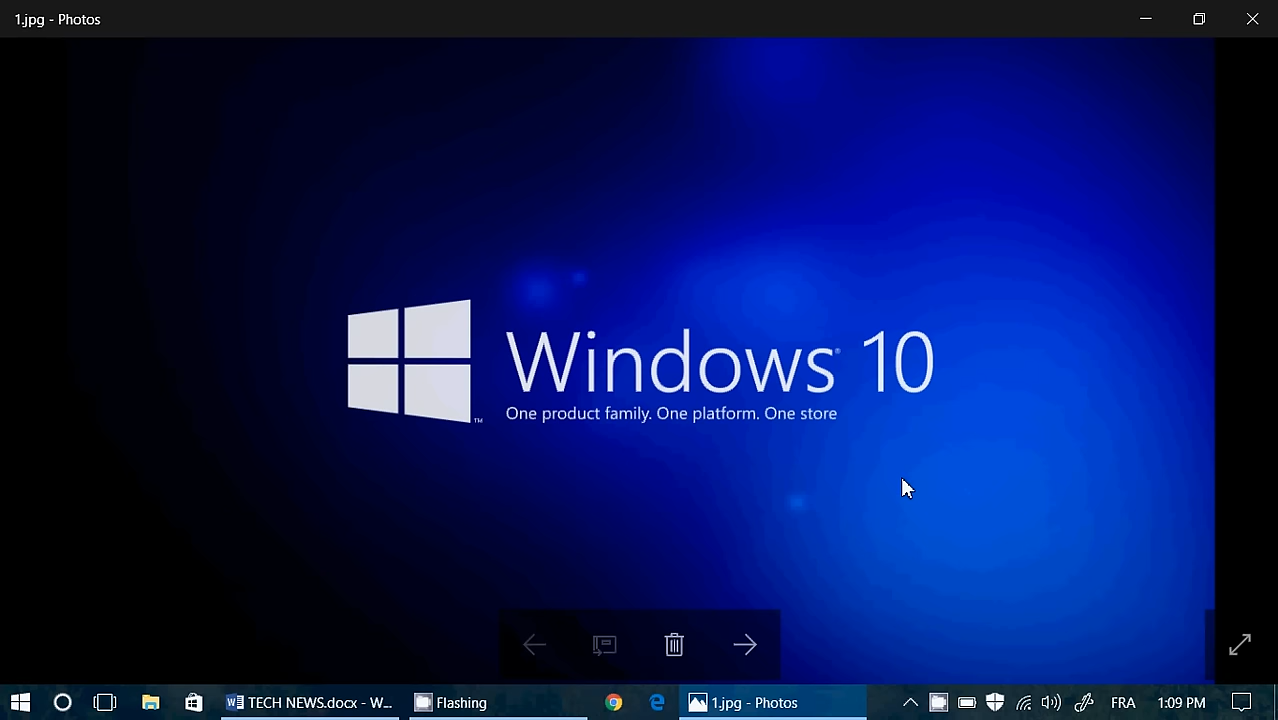 1.jpg - Photos
Windows® 10
™
One product family. One platform. One store
TECH NEWS.docx - W...
Flashing
1.jpg - Photos
FRA
1:09 PM